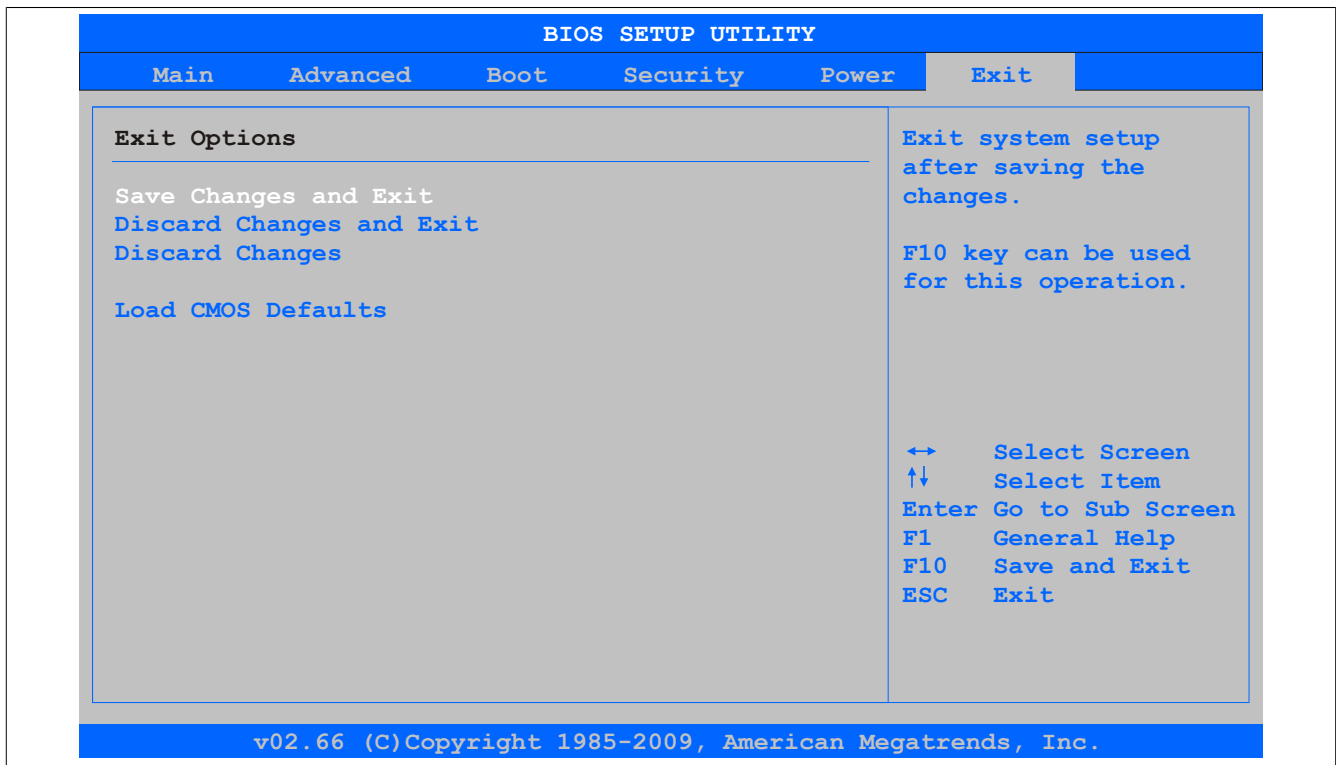 BIOS SETUP UTILITY
Main Advanced Boot Security Power Exit
Exit Options
Save Changes and Exit
Discard Changes and Exit
Discard Changes
Load CMOS Defaults
Exit system setup
after saving the
changes.
F10 key can be used
for this operation.
↔ Select Screen
↑↓ Select Item
Enter Go to Sub Screen
F1 General Help
F10 Save and Exit
ESC Exit
v02.66 (C)Copyright 1985-2009, American Megatrends, Inc.